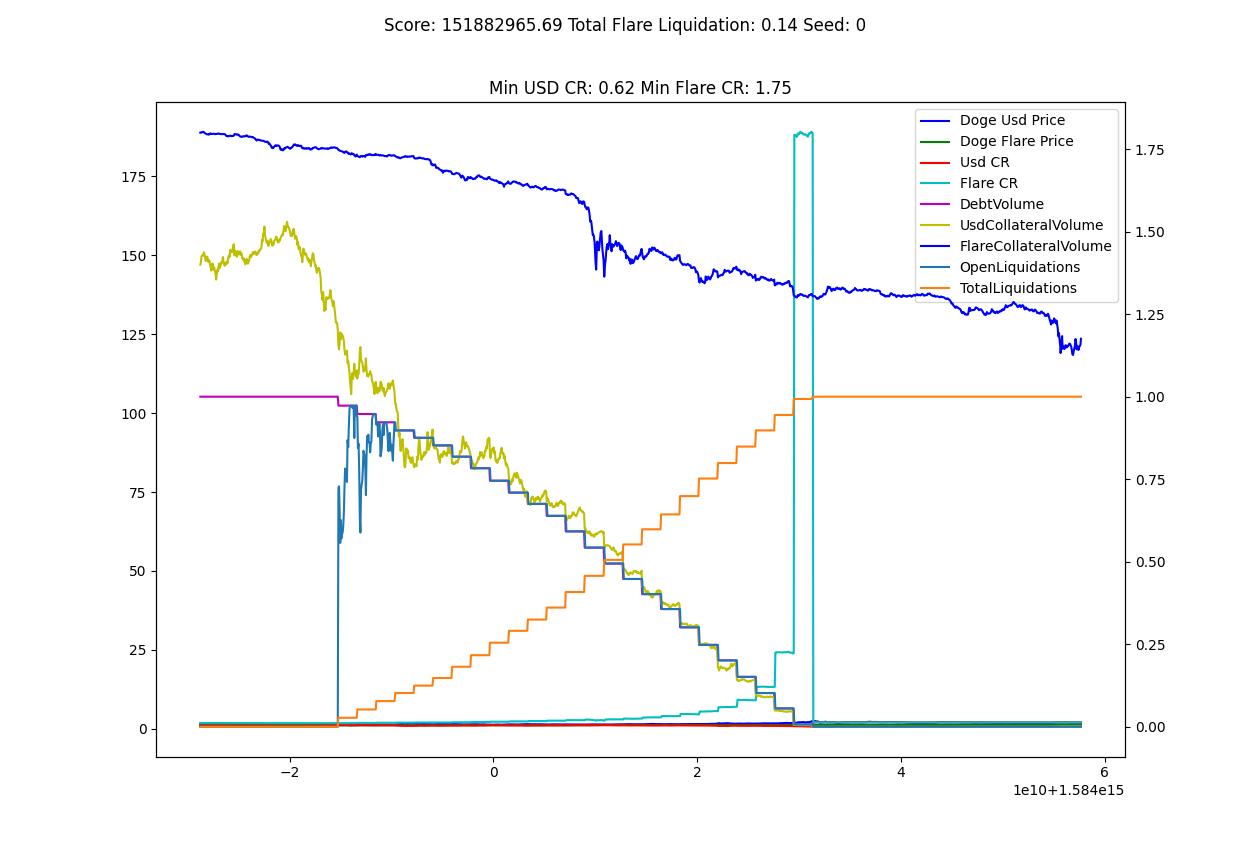 Score: 151882965.69 Total Flare Liquidation: 0.14 Seed: 0
Min USD CR: 0.62 Min Flare CR: 1.75
Doge Usd Price
Doge Flare Price
Usd CR
Flare CR
DebtVolume
UsdCollateralVolume
FlareCollateralVolume
OpenLiquidations
TotalLiquidations
175
150
125
100
75
50
25
0
1.75
1.50
1.25
1.00
0.75
0.50
0.25
0.00
−2
0
2
4
6
1e10+1.584e15